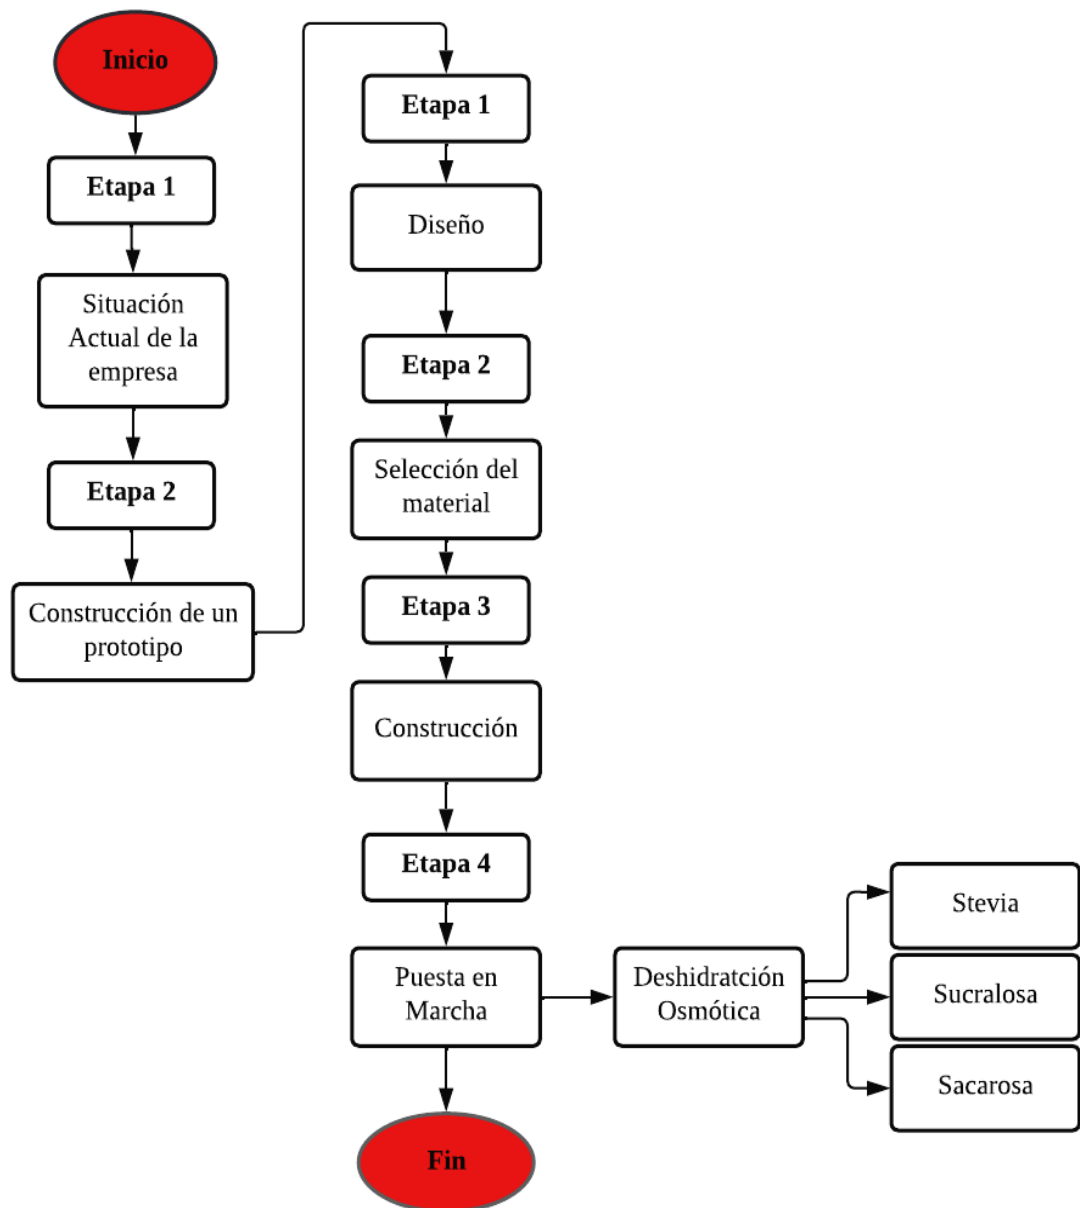 Inicio
Etapa 1
Situación
Actual de la
empresa
Etapa 2
Construcción de un
prototipo
Etapa 1
Diseño
Etapa 2
Selección del
material
Etapa 3
Construcción
Etapa 4
Puesta en
Marcha
Deshidratción
Osmótica
Stevia
Sucralosa
Sacarosa
Fin